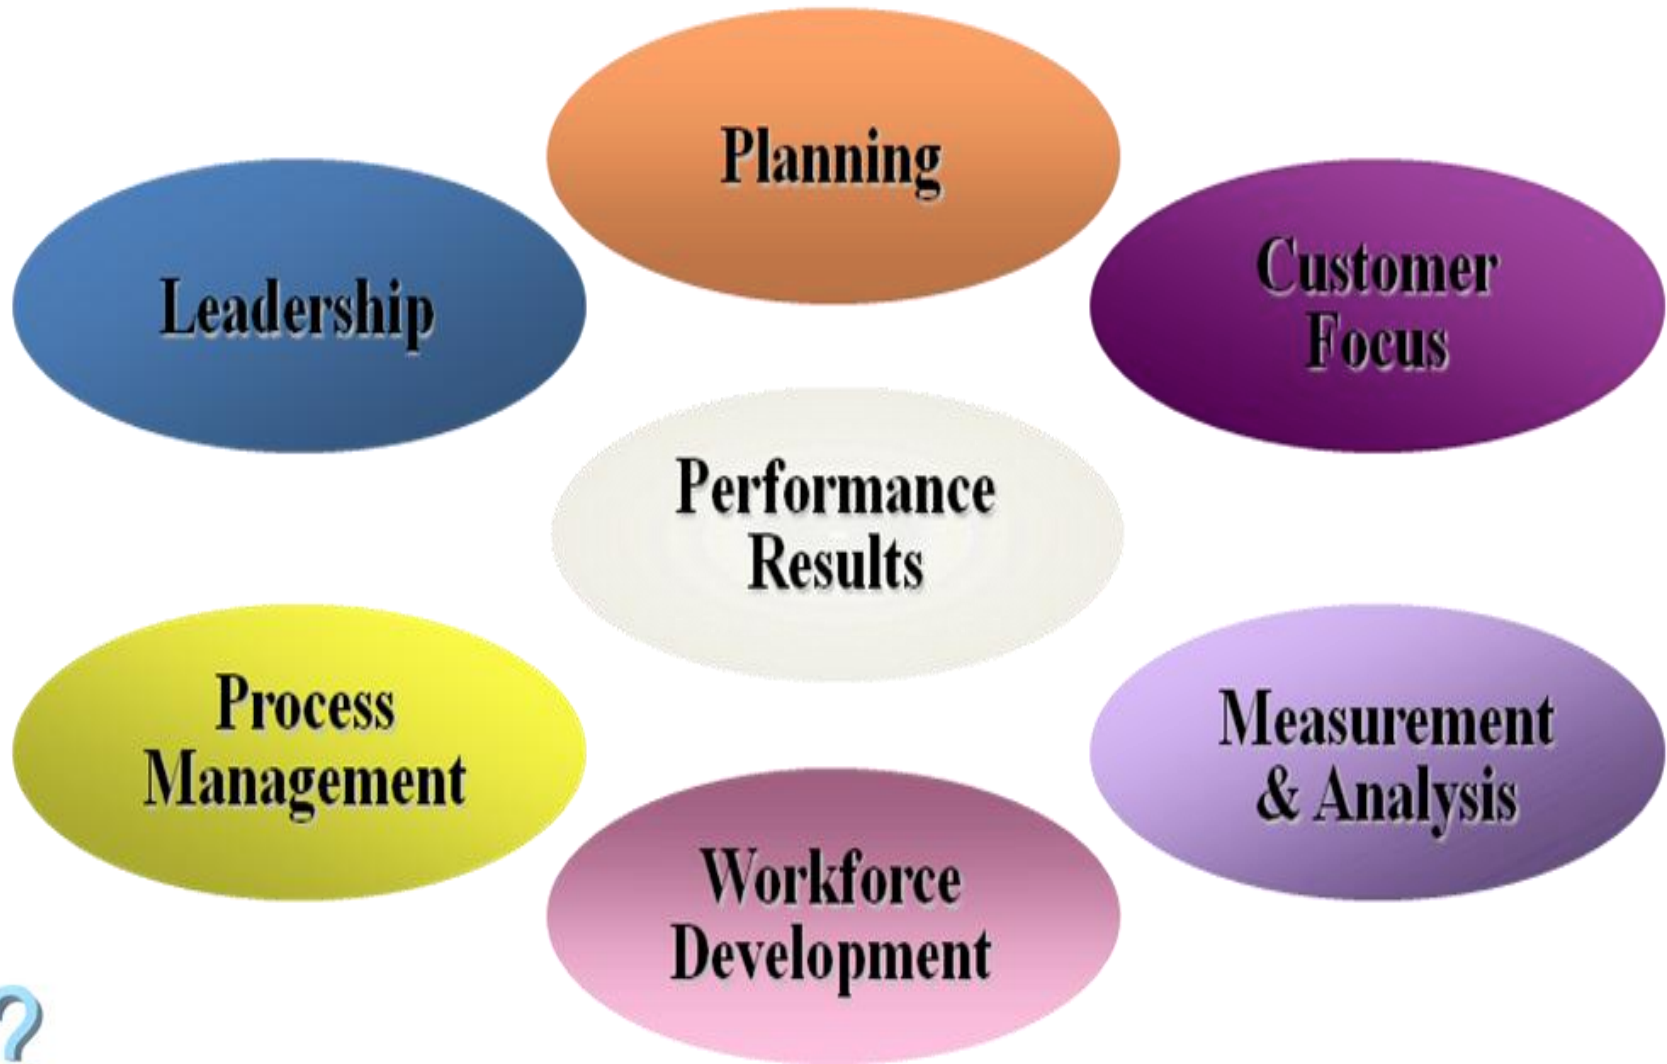 Planning
Leadership
Customer
Focus
Performance
Results
Process
Management
Measurement
& Analysis
Workforce
Development
?